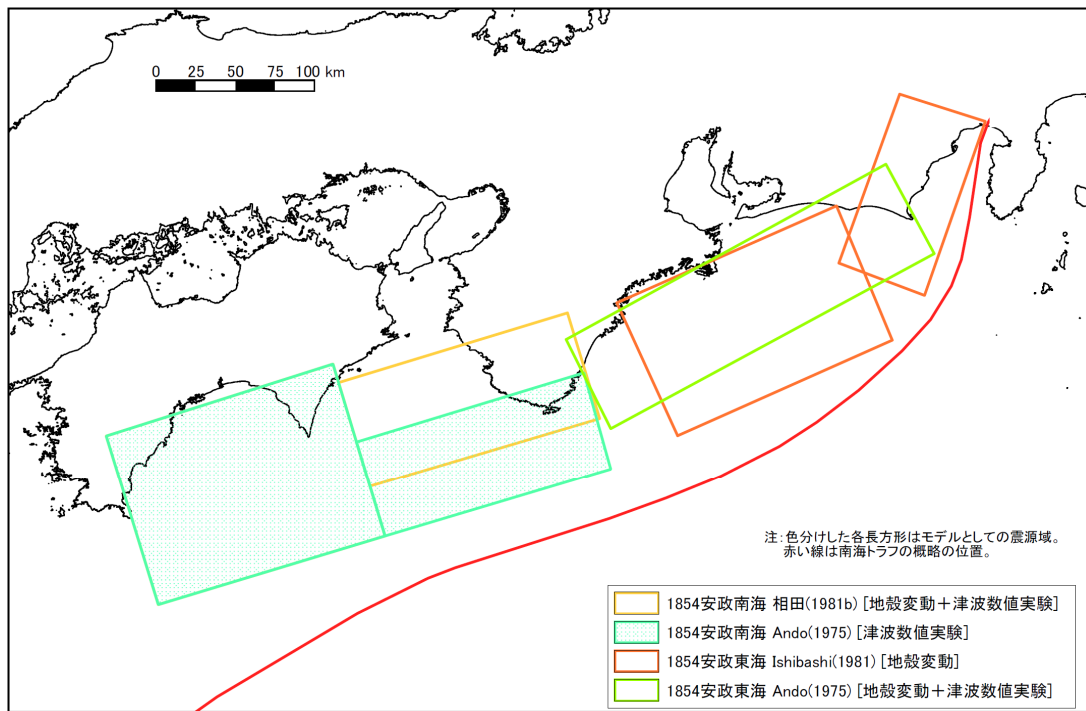 0 25 50 75 100 km
注:色分けした各長方形はモデルとしての震源域。
赤い線は南海トラフの概略の位置。
1854安政南海 相田(1981b) [地殻変動+津波数値実験]
1854安政南海 Ando(1975) [津波数値実験]
1854安政東海 Ishibashi(1981) [地殻変動]
1854安政東海 Ando(1975) [地殻変動+津波数値実験]